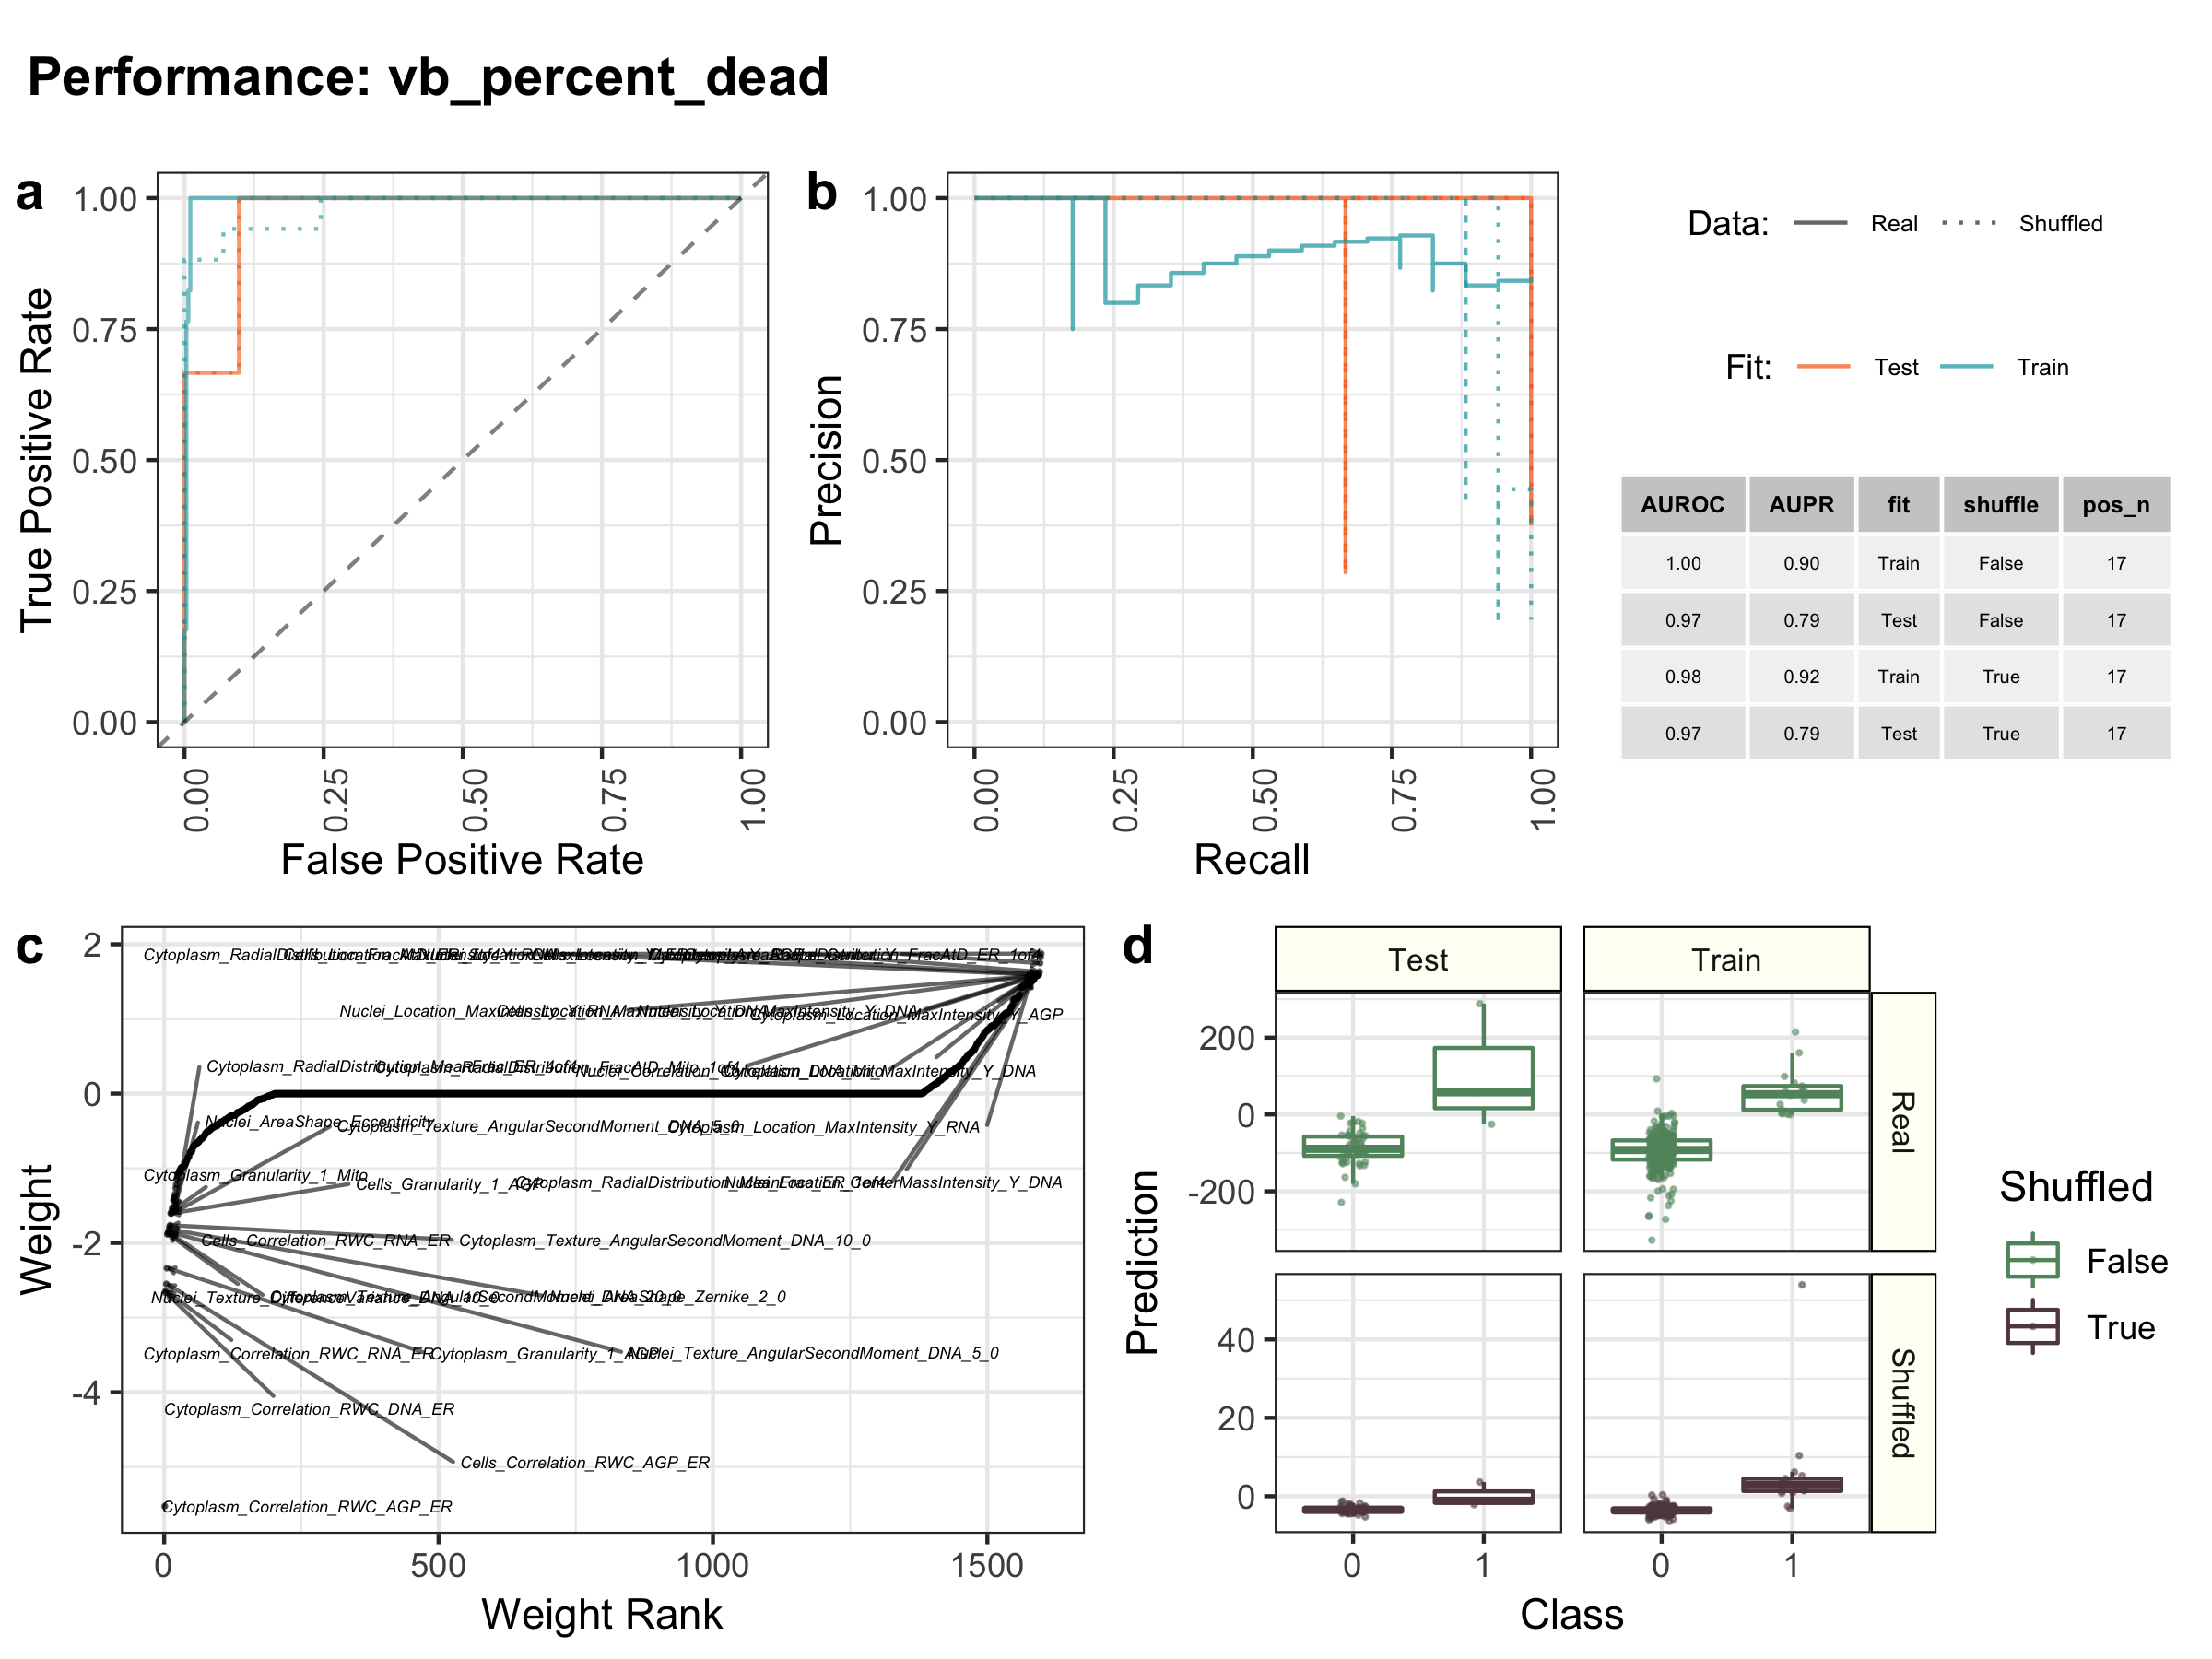 Performance: vb_percent_dead
a
1.00
0.75
0.50
0.25
0.00
True Positive Rate
0.00
0.25
0.50
0.75
1.00
False Positive Rate
b
1.00
0.75
0.50
0.25
0.00
Precision
0.00
0.25
0.50
0.75
1.00
Recall
Data: Real Shuffled
Fit: Test Train
AUROC AUPR fit shuffle pos_n
1.00 0.90 Train False 17
0.97 0.79 Test False 17
0.98 0.92 Train True 17
0.97 0.79 Test True 17
c
2
0
-2
-4
Weight
Nuclei_Location_MaxIntensity_Y_RNA
Cytoplasm_Location_MaxIntensity_Y_AGP
Cytoplasm_RadialDistribution_MeanFrac_ER_4of4
Cytoplasm_RadialDistribution_FracAtD_Mito_1of4
Nuclei_Correlation_Correlation_DNA_Mito
Cytoplasm_Location_MaxIntensity_Y_DNA
Nuclei_AreaShape_Eccentricity
Cytoplasm_Texture_AngularSecondMoment_DNA_5_0
Cytoplasm_Location_MaxIntensity_Y_RNA
Cytoplasm_Granularity_1_Mito
Cells_Granularity_1_AGP
Cytoplasm_RadialDistribution_MeanFrac_ER_1of4
Nuclei_Location_CenterMassIntensity_Y_DNA
Cells_Correlation_RWC_RNA_ER
Cytoplasm_Texture_AngularSecondMoment_DNA_10_0
Nuclei_Texture_DifferenceVariance_DNA_10_0
Cytoplasm_Texture_AngularSecondMoment_DNA_20_0
Nuclei_AreaShape_Zernike_2_0
Cytoplasm_Correlation_RWC_RNA_ER
Cytoplasm_Granularity_1_AGP
Nuclei_Texture_AngularSecondMoment_DNA_5_0
Cytoplasm_Correlation_RWC_DNA_ER
Cells_Correlation_RWC_AGP_ER
Cytoplasm_Correlation_RWC_AGP_ER
0
500
1000
1500
Weight Rank
d
Test
Train
Real
Shuffled
200
0
-200
40
20
0
Prediction
0
1
0
1
Class
Shuffled
False
True